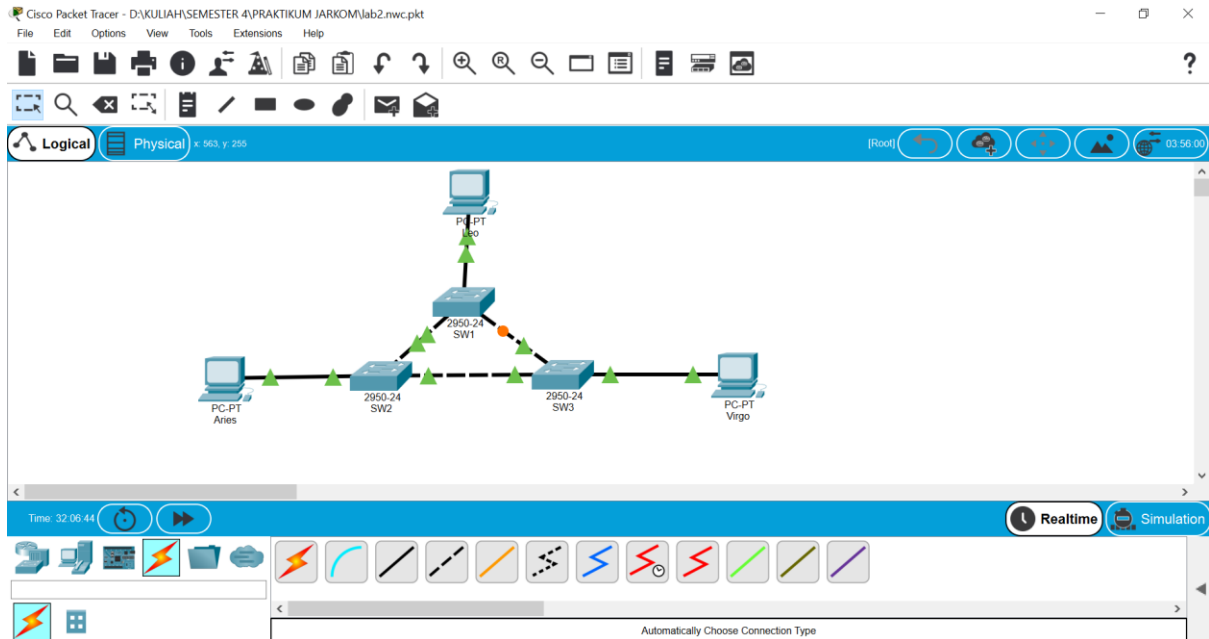 Cisco Packet Tracer - D:\KULIAH\SEMESTER 4\PRAKTIKUM JARKOM\lab2.nwc.pkt
File Edit Options View Tools Extensions Help
Logical Physical x: 563, y: 255 [Root] 03:56:00
PC-PT
Leo
2950-24
SW1
PC-PT
Aries
2950-24
SW2
2950-24
SW3
PC-PT
Virgo
Time: 32:06:44 Realtime Simulation
Automatically Choose Connection Type